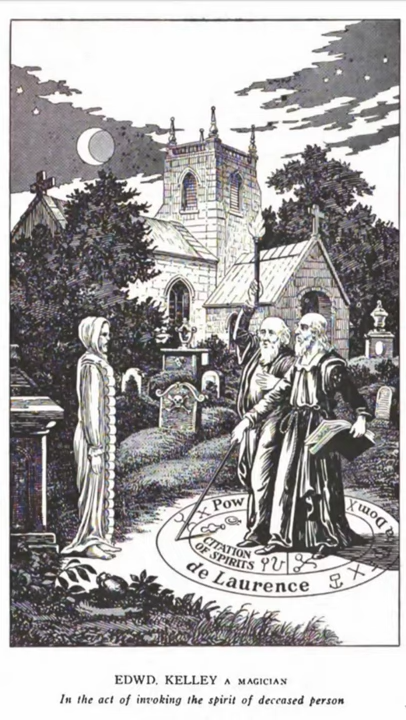 Pow
CITATION
OF SPIRITS
de Laurence
EDWD. KELLEY A MAGICIAN
In the act of invoking the spirit of deceased person